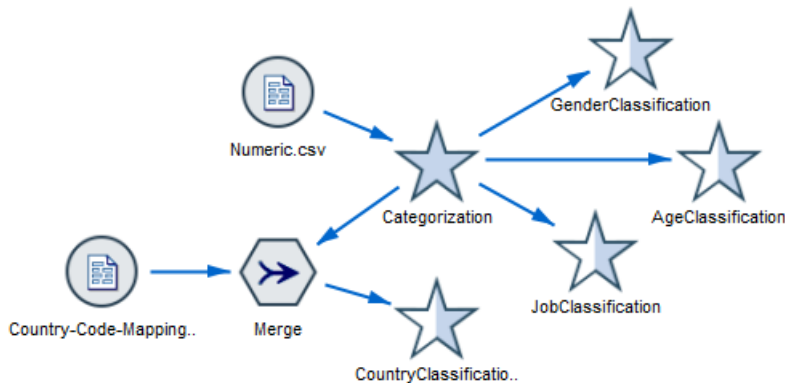 GenderClassification
Numeric.csv
Categorization
AgeClassification
JobClassification
Country-Code-Mapping..
Merge
CountryClassificatio..